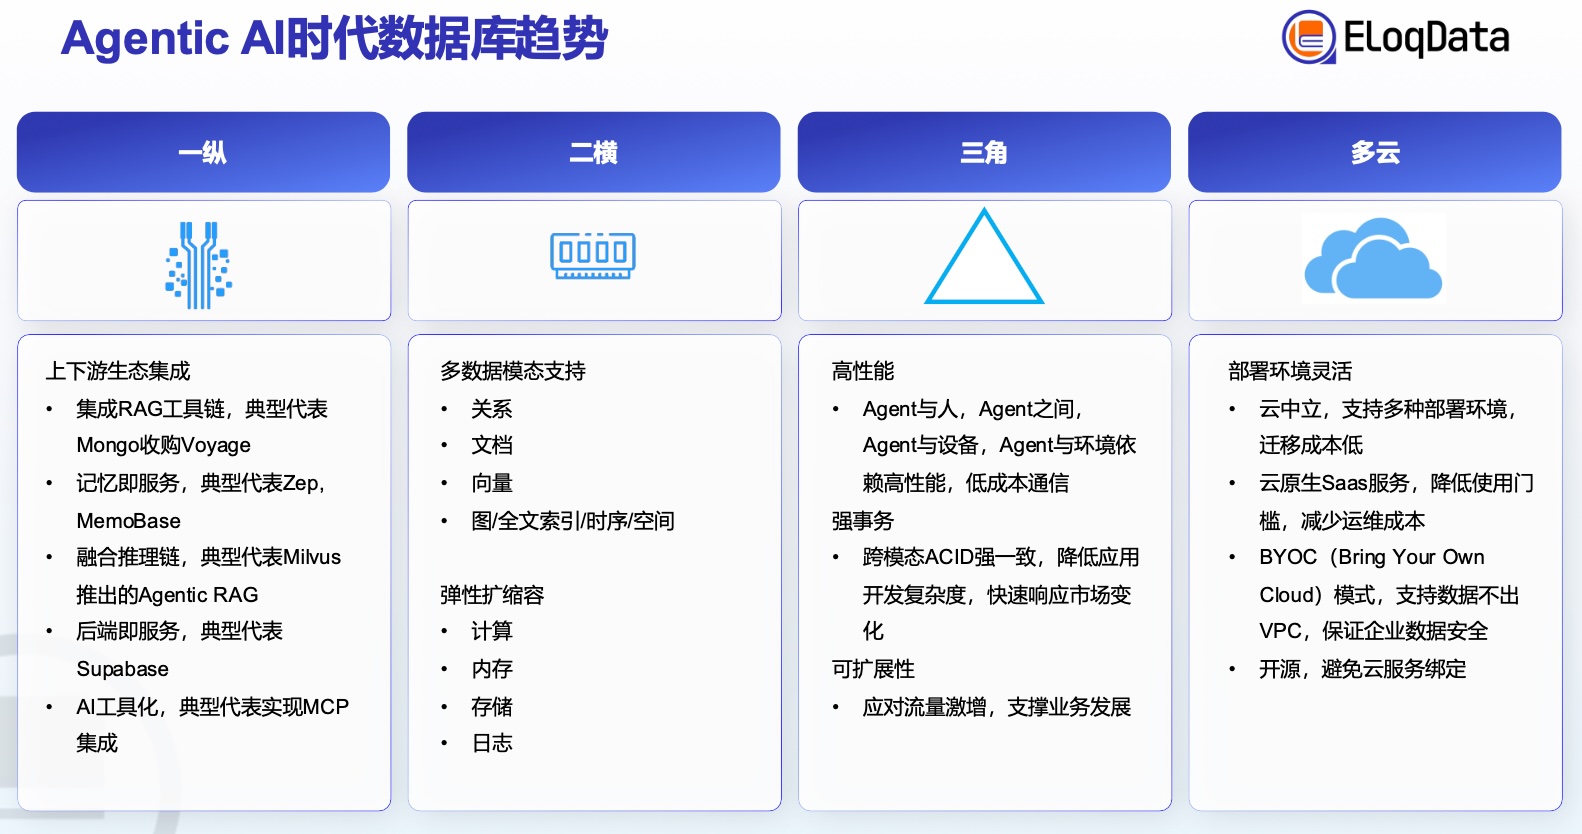 Agentic AI时代数据库趋势
ELoqData
一纵
上下游生态集成
• 集成RAG工具链，典型代表
Mongo收购Voyage
• 记忆即服务，典型代表Zep,
MemoBase
• 融合推理链，典型代表Milvus
推出的Agentic RAG
• 后端即服务，典型代表
Supabase
• AI工具化，典型代表实现MCP
集成
二横
多数据模态支持
• 关系
• 文档
• 向量
• 图/全文索引/时序/空间
弹性扩缩容
• 计算
• 内存
• 存储
• 日志
三角
高性能
• Agent与人，Agent之间，
Agent与设备，Agent与环境依
赖高性能，低成本通信
强事务
• 跨模态ACID强一致，降低应用
开发复杂度，快速响应市场变
化
可扩展性
• 应对流量激增，支撑业务发展
多云
部署环境灵活
• 云中立，支持多种部署环境，
迁移成本低
• 云原生Saas服务，降低使用门
槛，减少运维成本
• BYOC（Bring Your Own
Cloud）模式，支持数据不出
VPC，保证企业数据安全
• 开源，避免云服务绑定